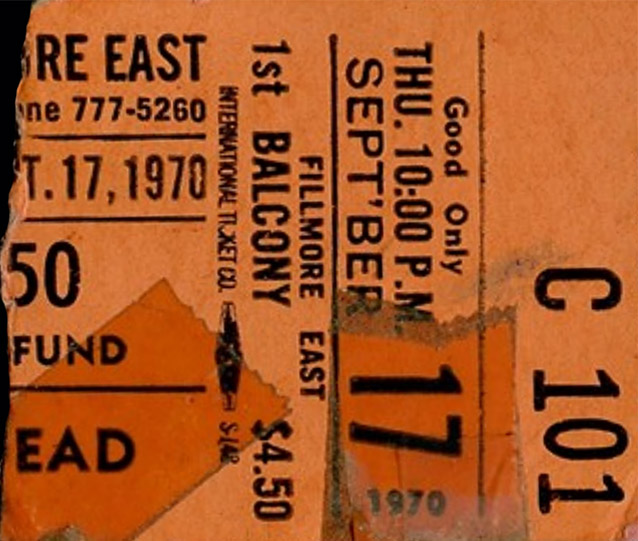 RE EAST
ne 777-5260
T. 17, 1970
50
FUND
EAD
INTERNATIONAL TICKET CO.
1st BALCONY $4.50
FILLMORE EAST
SEPT'BER 17
THU. 10:00 P.M
1970
Good Only
C 101